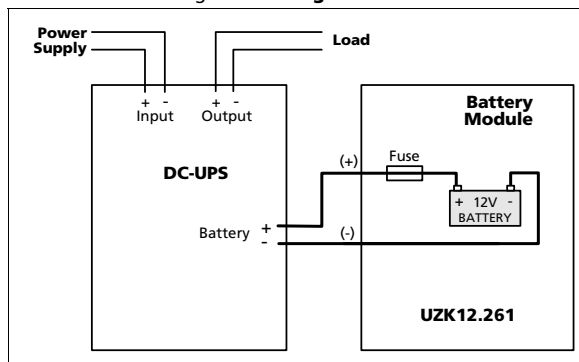 Power
Supply
Load
+ -
Input
+ -
Output
DC-UPS
Battery + -
(+)
(-)
Battery
Module
Fuse
+ 12V -
BATTERY
UZK12.261